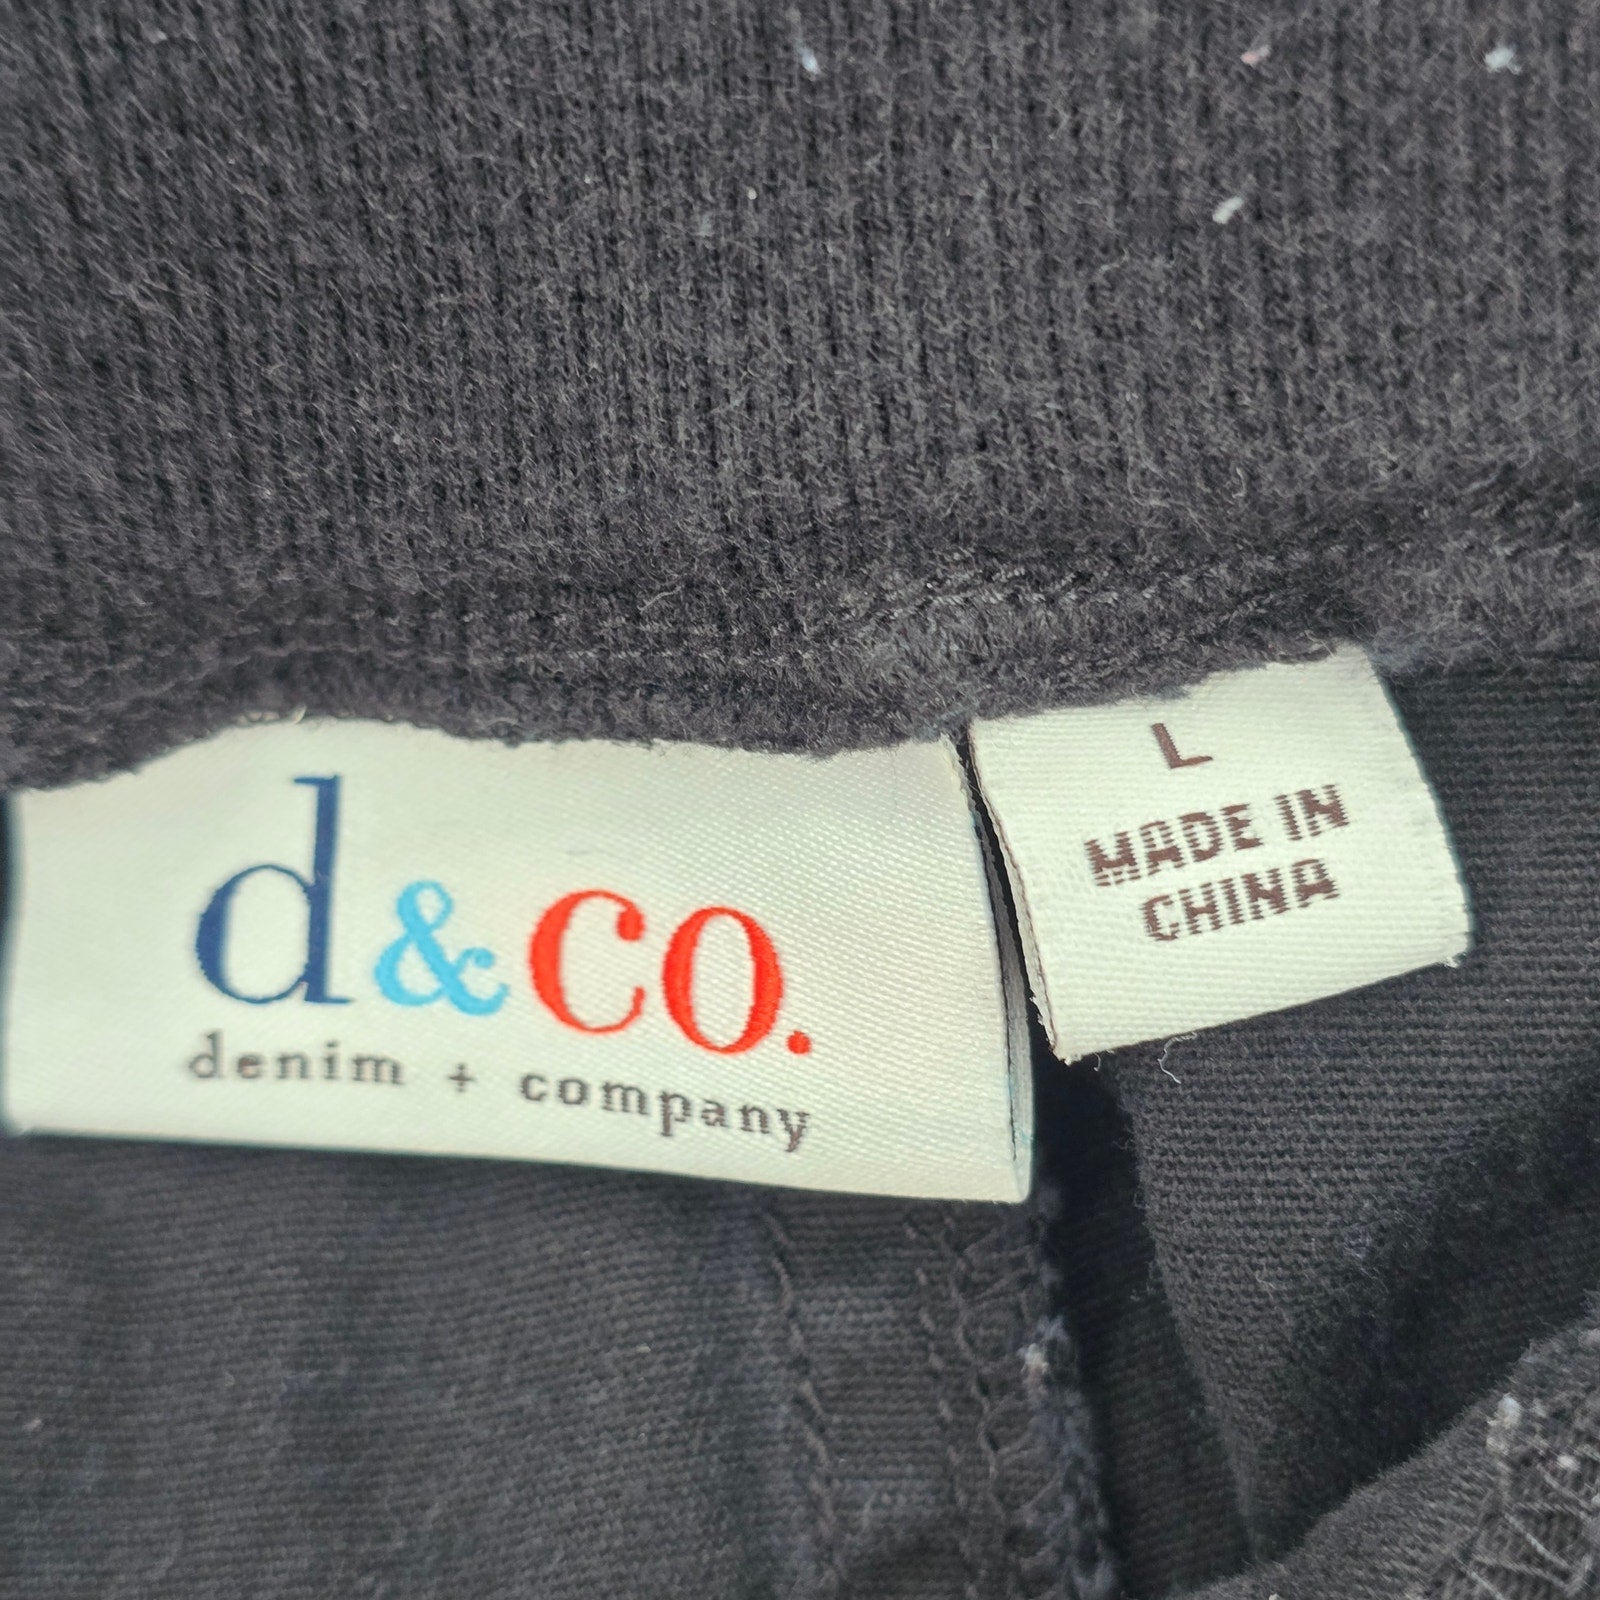 d&co.
denim + company
L
MADE IN
CHINA